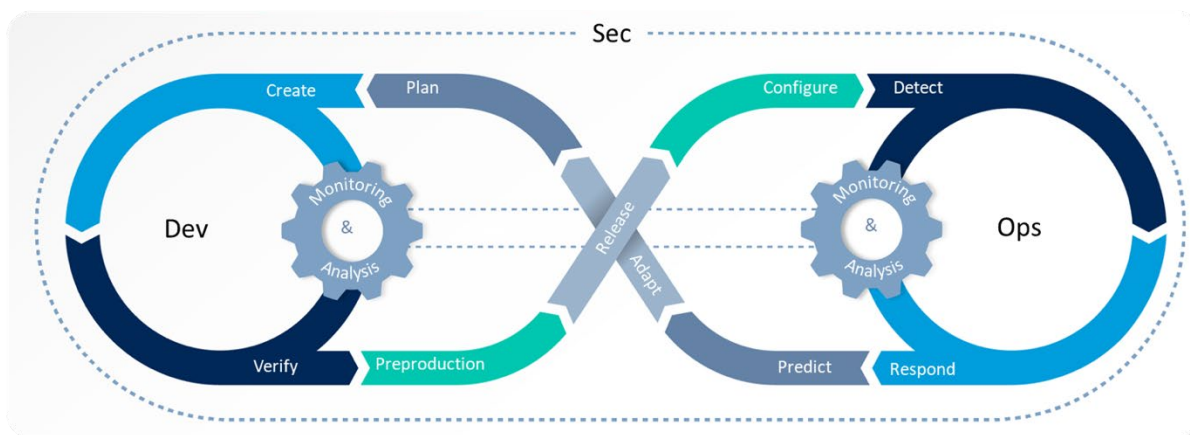 Sec
Create
Plan
Configure
Detect
Monitoring
&
Analysis
Monitoring
&
Analysis
Dev
Release
Adapt
Ops
Verify
Preproduction
Predict
Respond